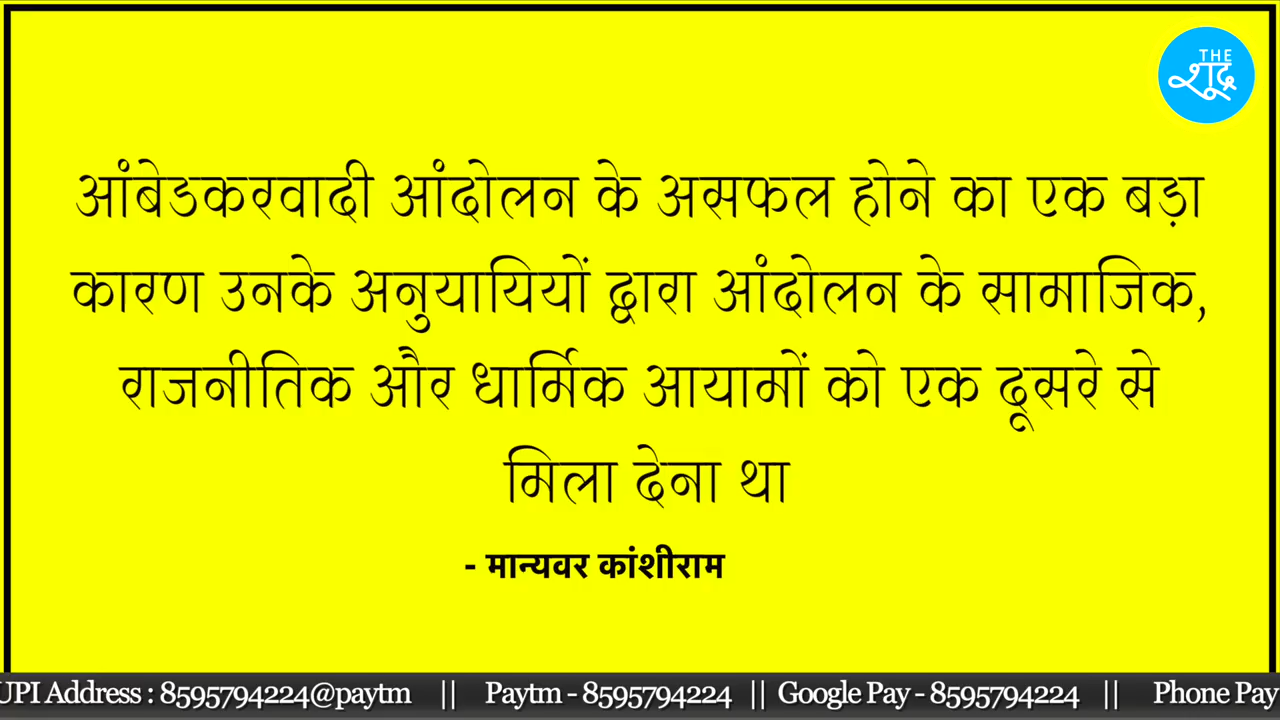 THE
शूद्र
आंबेडकरवादी आंदोलन के असफल होने का एक बड़ा
कारण उनके अनुयायियों द्वारा आंदोलन के सामाजिक,
राजनीतिक और धार्मिक आयामों को एक दूसरे से
मिला देना था
- मान्यवर कांशीराम
UPI Address : 8595794224@paytm || Paytm - 8595794224 || Google Pay - 8595794224 || Phone Pay